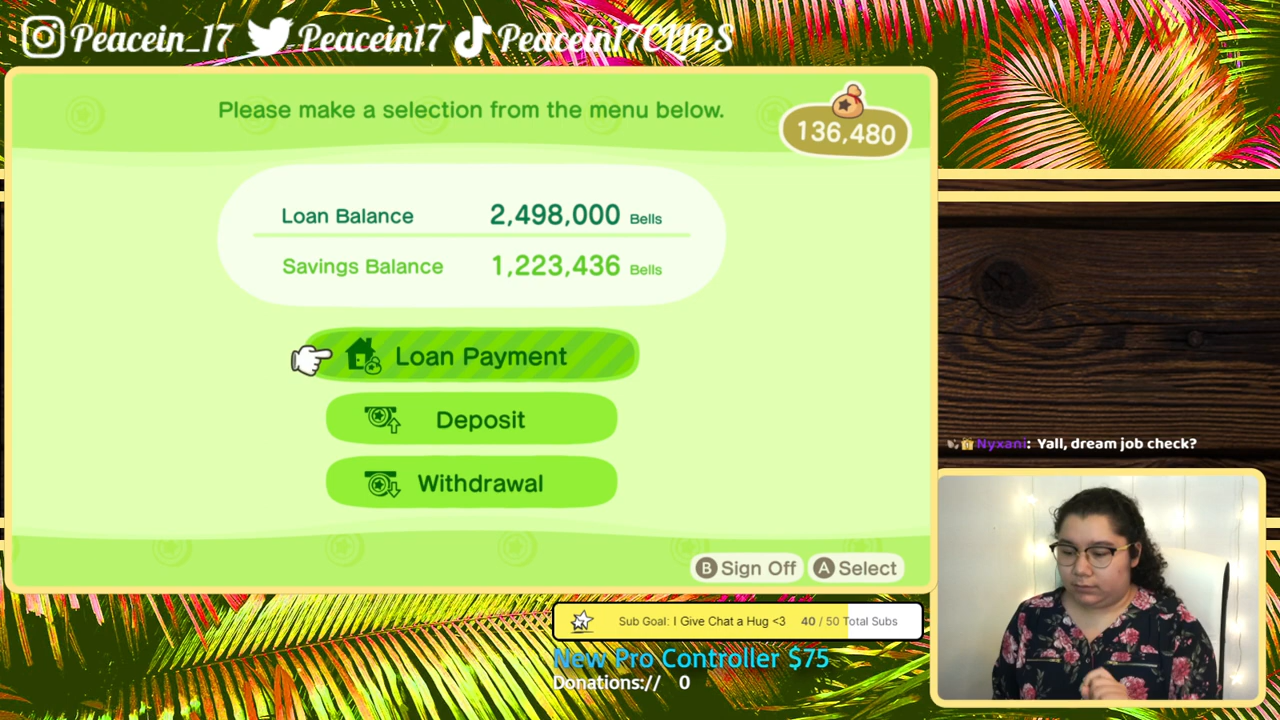 Peacein_17 Peacein17 Peacein17CLIPS
Please make a selection from the menu below.
136,480
Loan Balance 2,498,000 Bells
Savings Balance 1,223,436 Bells
Loan Payment
Deposit
Withdrawal
B Sign Off A Select
Nyxani: Yall, dream job check?
Sub Goal: I Give Chat a Hug <3 40 / 50 Total Subs
New Pro Controller $75
Donations:// 0